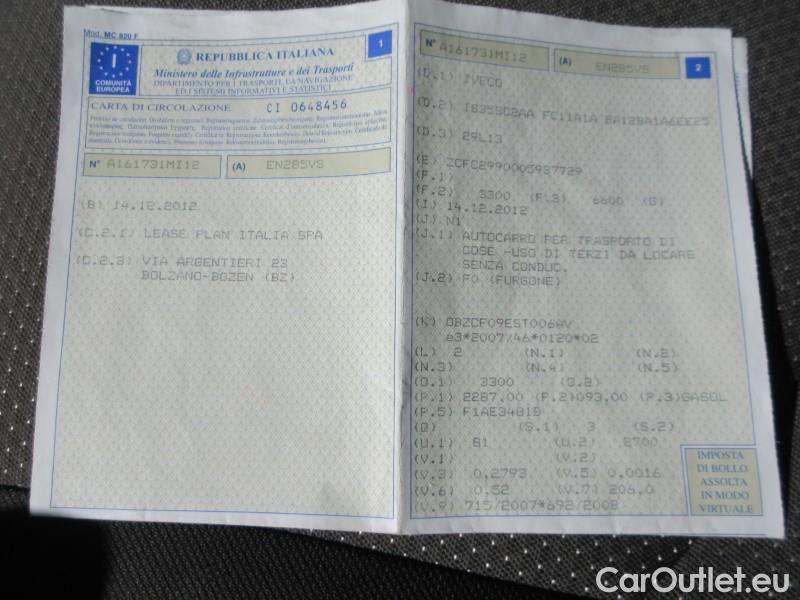 Mod. MC 820 F
1
I
COMUNITÀ
EUROPEA
REPUBBLICA ITALIANA
Ministero delle Infrastrutture e dei Trasporti
DIPARTIMENTO PER I TRASPORTI, LA NAVIGAZIONE
ED I SISTEMI INFORMATIVI E STATISTICI
CARTA DI CIRCOLAZIONE CI 0648456
N° A161731MI12 (A) EN285VS
(B) 14.12.2012
(C.2.1) LEASE PLAN ITALIA SPA
(C.2.3) VIA ARGENTIERI 23
BOLZANO-BOZEN (BZ)
N° A161731MI12 (A) EN285VS
2
(D.1) IVECO
(D.2) IS35SC2AA FC11A1A BA12BA1A6EE25
(D.3) 29L13
(E) ZCFC2990005937729
(F.1)
(F.2) 3300 (F.3) 6600 (G)
(I) 14.12.2012
(J) N1
(J.1) AUTOCARRO PER TRASPORTO DI
COSE -USO DI TERZI DA LOCARE
SENZA CONDUC.
(J.2) F0 (FURGONE)
(K) OBZCF09EST006AV
e3*2007/46*0120*02
(L) 2 (N.1) (N.2)
(N.3) (N.4) (N.5)
(O.1) 3300 (O.2)
(P.1) 2287,00 (P.2)093,00 (P.3)GASOL
(P.5) F1AE3481B
(Q) (S.1) 3 (S.2)
(U.1) 81 (U.2) 2700
(V.1) (V.2)
(V.3) 0,2793 (V.5) 0,0016
(V.6) 0,52 (V.7) 206,0
(V.9) 715/2007*692/2008
IMPOSTA
DI BOLLO
ASSOLTA
IN MODO
VIRTUALE
CarOutlet.eu